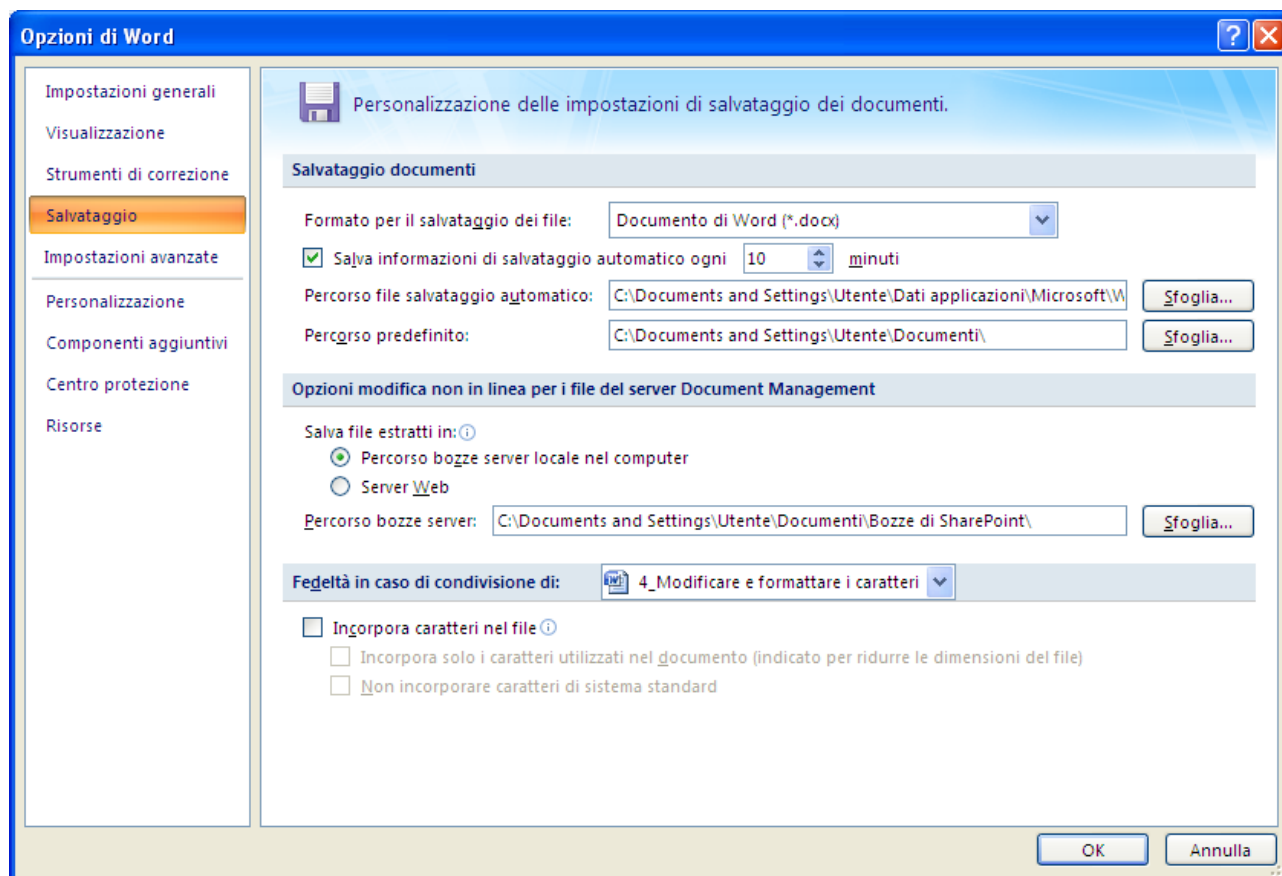 Opzioni di Word
Impostazioni generali
Visualizzazione
Strumenti di correzione
Salvataggio
Impostazioni avanzate
Personalizzazione
Componenti aggiuntivi
Centro protezione
Risorse
Personalizzazione delle impostazioni di salvataggio dei documenti.
Salvataggio documenti
Formato per il salvataggio dei file: Documento di Word (*.docx)
Salva informazioni di salvataggio automatico ogni 10 minuti
Percorso file salvataggio automatico: C:\Documents and Settings\Utente\Dati applicazioni\Microsoft\W Sfoglia...
Percorso predefinito: C:\Documents and Settings\Utente\Documenti\ Sfoglia...
Opzioni modifica non in linea per i file del server Document Management
Salva file estratti in:
Percorso bozze server locale nel computer
Server Web
Percorso bozze server: C:\Documents and Settings\Utente\Documenti\Bozze di SharePoint\ Sfoglia...
Fedeltà in caso di condivisione di: 4_Modificare e formattare i caratteri
Incorpora caratteri nel file
Incorpora solo i caratteri utilizzati nel documento (indicato per ridurre le dimensioni del file)
Non incorporare caratteri di sistema standard
OK Annulla